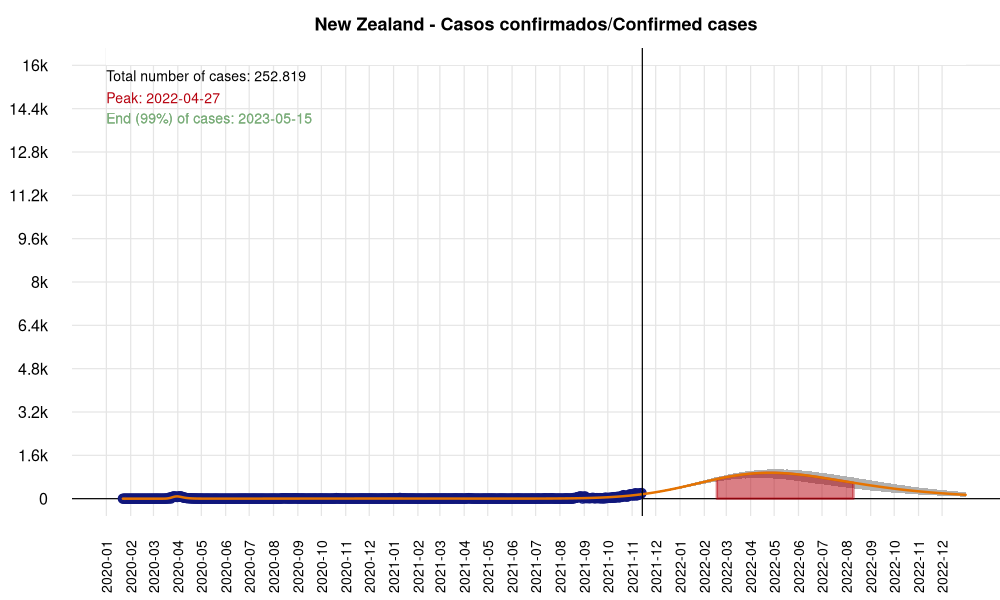 New Zealand - Casos confirmados/Confirmed cases
Total number of cases: 252.819
Peak: 2022-04-27
End (99%) of cases: 2023-05-15
16k
14.4k
12.8k
11.2k
9.6k
8k
6.4k
4.8k
3.2k
1.6k
0
2020-01
2020-02
2020-03
2020-04
2020-05
2020-06
2020-07
2020-08
2020-09
2020-10
2020-11
2020-12
2021-01
2021-02
2021-03
2021-04
2021-05
2021-06
2021-07
2021-08
2021-09
2021-10
2021-11
2021-12
2022-01
2022-02
2022-03
2022-04
2022-05
2022-06
2022-07
2022-08
2022-09
2022-10
2022-11
2022-12